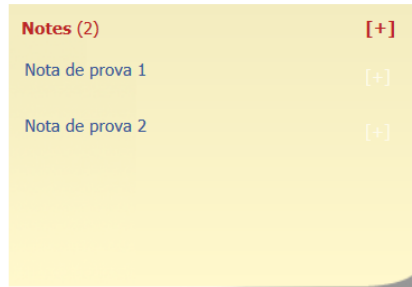 Notes (2) [+]
Nota de prova 1 [+]
Nota de prova 2 [+]